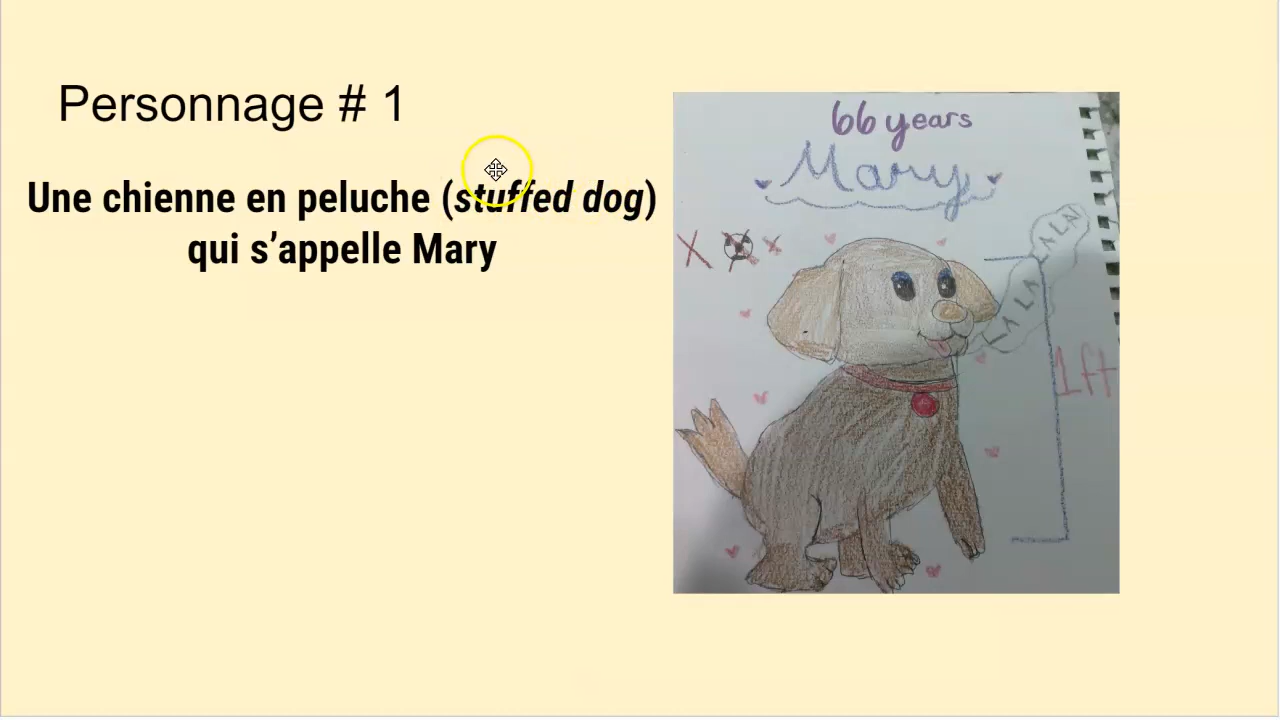 Personnage # 1
Une chienne en peluche (stuffed dog)
qui s’appelle Mary
66 years
Mary
LA LA LA LA
1ft